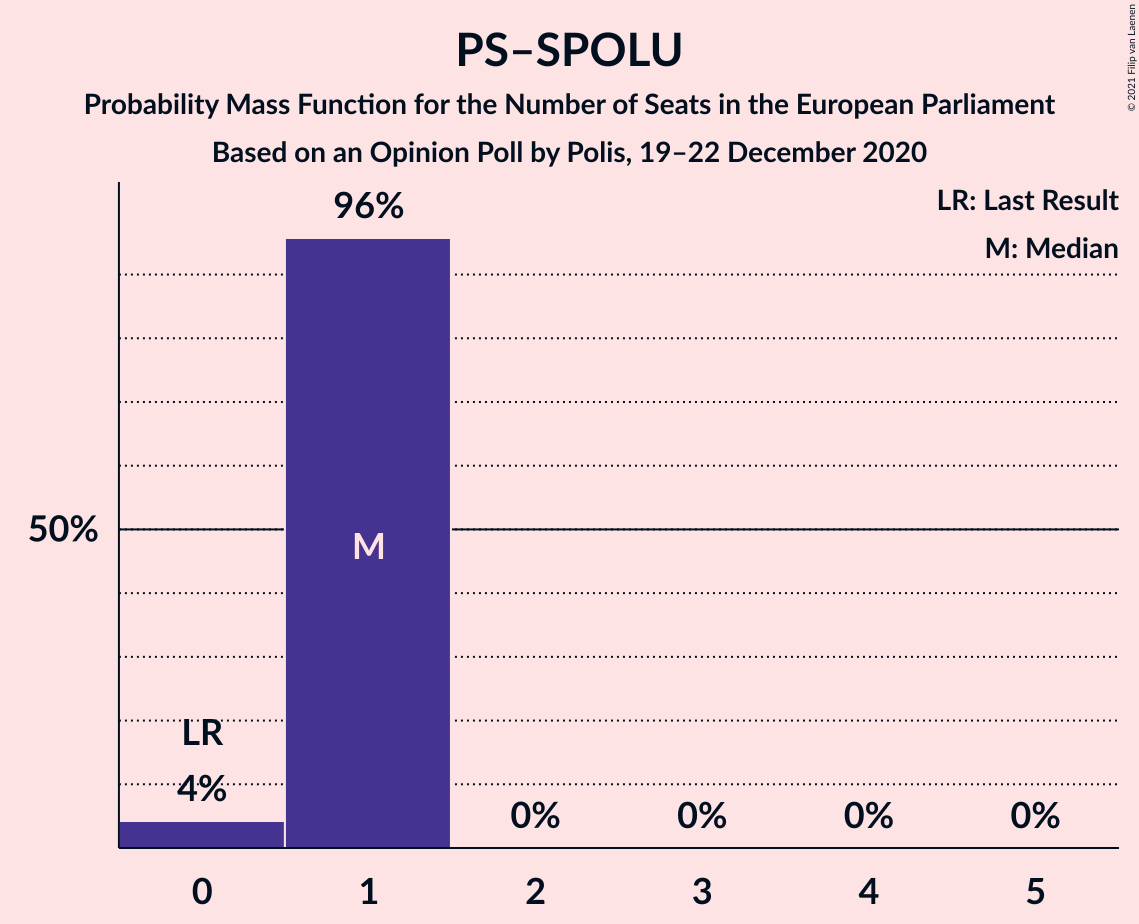 PS–SPOLU
Probability Mass Function for the Number of Seats in the European Parliament
Based on an Opinion Poll by Polis, 19–22 December 2020
© 2021 Filip van Laenen
LR: Last Result
M: Median
96%
50%
M
LR
4%
0% 0% 0% 0%
0 1 2 3 4 5